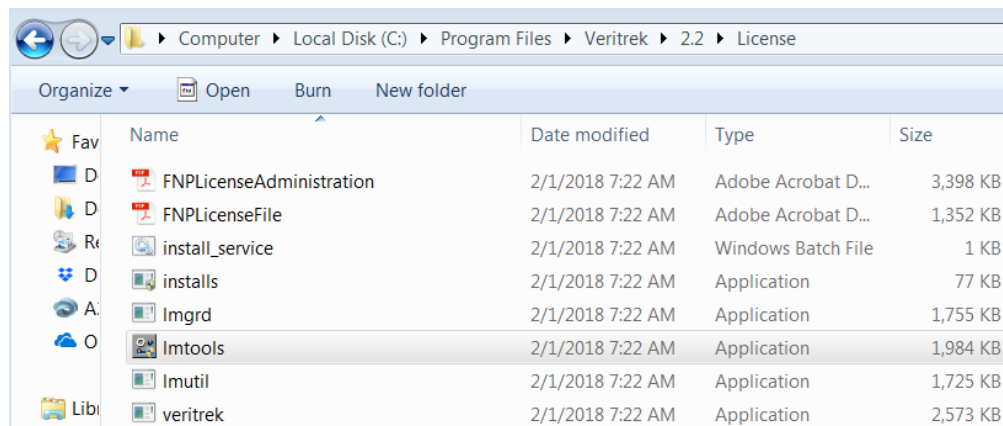 Computer Local Disk (C:) Program Files Veritrek 2.2 License
Organize Open Burn New folder
Name Date modified Type Size
Fav
D
D
Re
D
A
O
Libr
FNPLicenseAdministration 2/1/2018 7:22 AM Adobe Acrobat D... 3,398 KB
FNPLicenseFile 2/1/2018 7:22 AM Adobe Acrobat D... 1,352 KB
install_service 2/1/2018 7:22 AM Windows Batch File 1 KB
installs 2/1/2018 7:22 AM Application 77 KB
lmgrd 2/1/2018 7:22 AM Application 1,755 KB
lmtools 2/1/2018 7:22 AM Application 1,984 KB
lmutil 2/1/2018 7:22 AM Application 1,725 KB
veritrek 2/1/2018 7:22 AM Application 2,573 KB